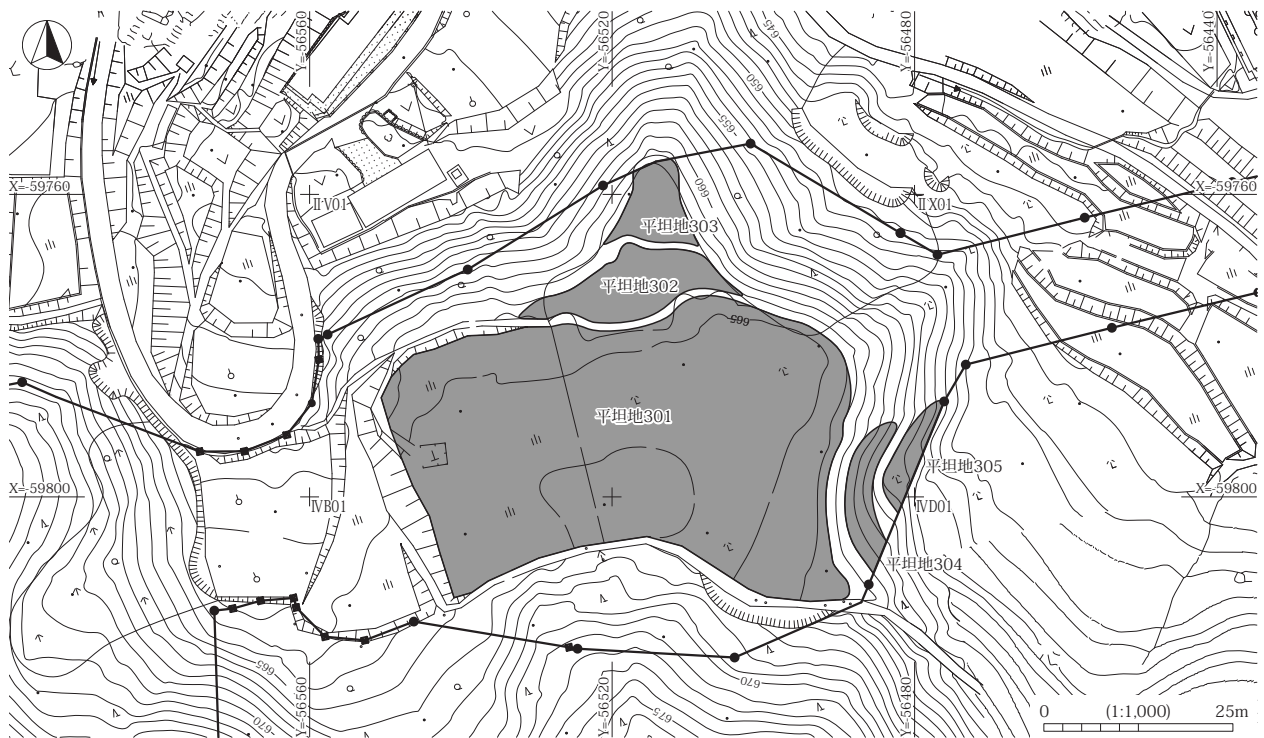 Y=-56560
Y=-56520
Y=-56480
Y=-56440
645
650
655
660
X=-59760
X=-59760
ⅡV01
ⅡX01
平坦地303
平坦地302
665
平坦地301
平坦地305
X=-59800
X=-59800
ⅣB01
ⅣD01
平坦地304
665
670
670
675
Y=-56560
Y=-56520
Y=-56480
0 (1:1,000) 25m